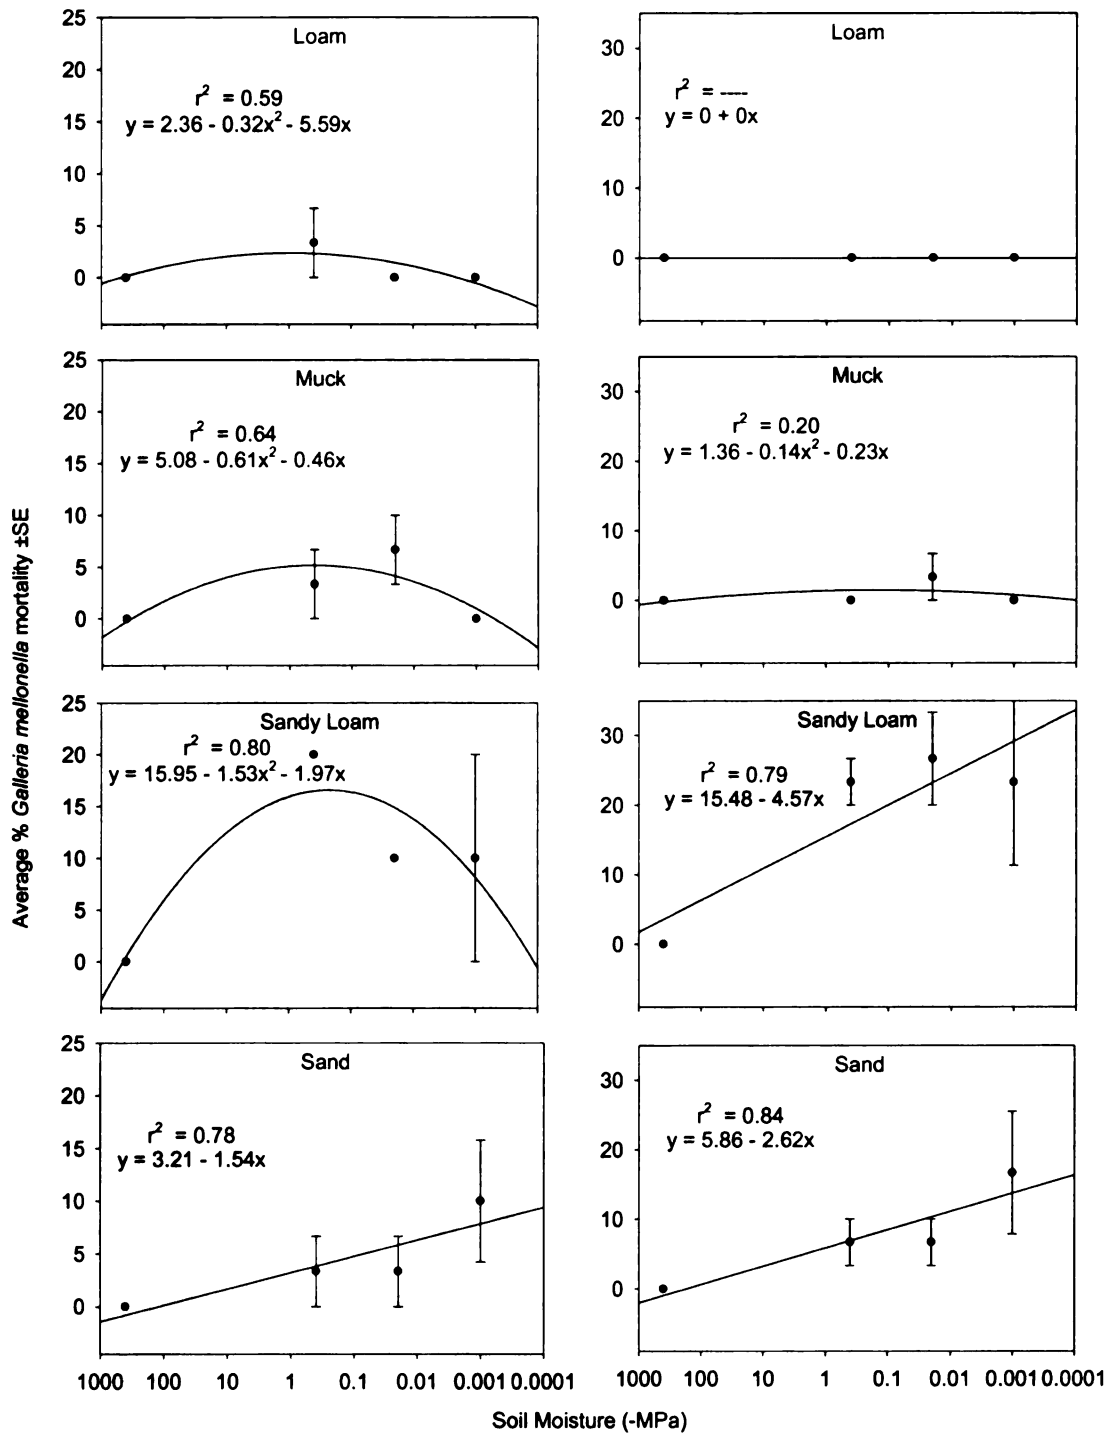 Average % Galleria mellonella mortality ±SE
Loam
r² = 0.59
y = 2.36 - 0.32x² - 5.59x
25
20
15
10
5
0
Loam
r² = ----
y = 0 + 0x
30
20
10
0
Muck
r² = 0.64
y = 5.08 - 0.61x² - 0.46x
25
20
15
10
5
0
Muck
r² = 0.20
y = 1.36 - 0.14x² - 0.23x
30
20
10
0
Sandy Loam
r² = 0.80
y = 15.95 - 1.53x² - 1.97x
25
20
15
10
5
0
Sandy Loam
r² = 0.79
y = 15.48 - 4.57x
30
20
10
0
Sand
r² = 0.78
y = 3.21 - 1.54x
25
20
15
10
5
0
Sand
r² = 0.84
y = 5.86 - 2.62x
30
20
10
0
1000 100 10 1 0.1 0.01 0.001 0.0001
1000 100 10 1 0.1 0.01 0.001 0.0001
Soil Moisture (-MPa)